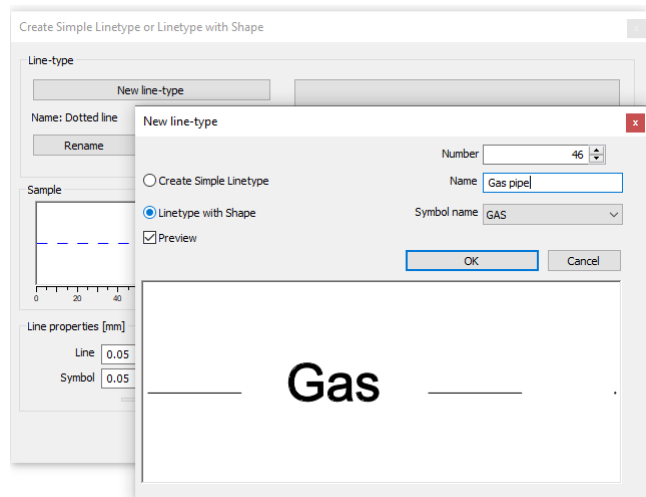 Create Simple Linetype or Linetype with Shape
Line-type
New line-type
Name: Dotted line
Rename
Sample
0 20 40
Line properties [mm]
Line 0.05
Symbol 0.05
New line-type
Number 46
Create Simple Linetype
Name Gas pipe
Linetype with Shape
Symbol name GAS
Preview
OK Cancel
Gas